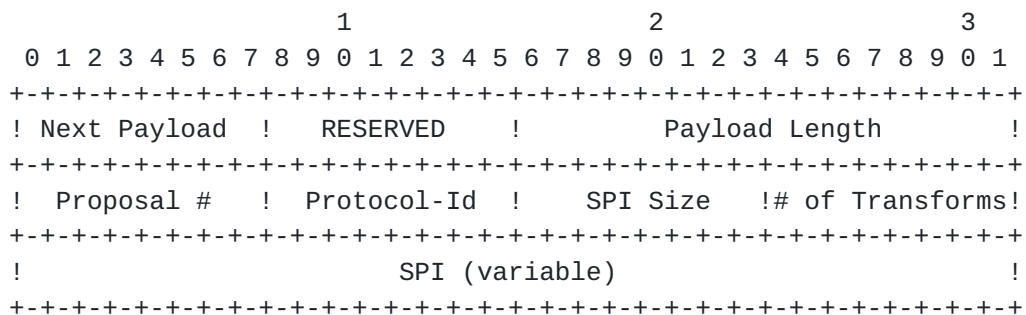 1                   2                   3
 0 1 2 3 4 5 6 7 8 9 0 1 2 3 4 5 6 7 8 9 0 1 2 3 4 5 6 7 8 9 0 1
+-+-+-+-+-+-+-+-+-+-+-+-+-+-+-+-+-+-+-+-+-+-+-+-+-+-+-+-+-+-+-+-+
! Next Payload  !   RESERVED    !         Payload Length        !
+-+-+-+-+-+-+-+-+-+-+-+-+-+-+-+-+-+-+-+-+-+-+-+-+-+-+-+-+-+-+-+-+
!  Proposal #   !  Protocol-Id  !    SPI Size   !# of Transforms!
+-+-+-+-+-+-+-+-+-+-+-+-+-+-+-+-+-+-+-+-+-+-+-+-+-+-+-+-+-+-+-+-+
!                        SPI (variable)                         !
+-+-+-+-+-+-+-+-+-+-+-+-+-+-+-+-+-+-+-+-+-+-+-+-+-+-+-+-+-+-+-+-+